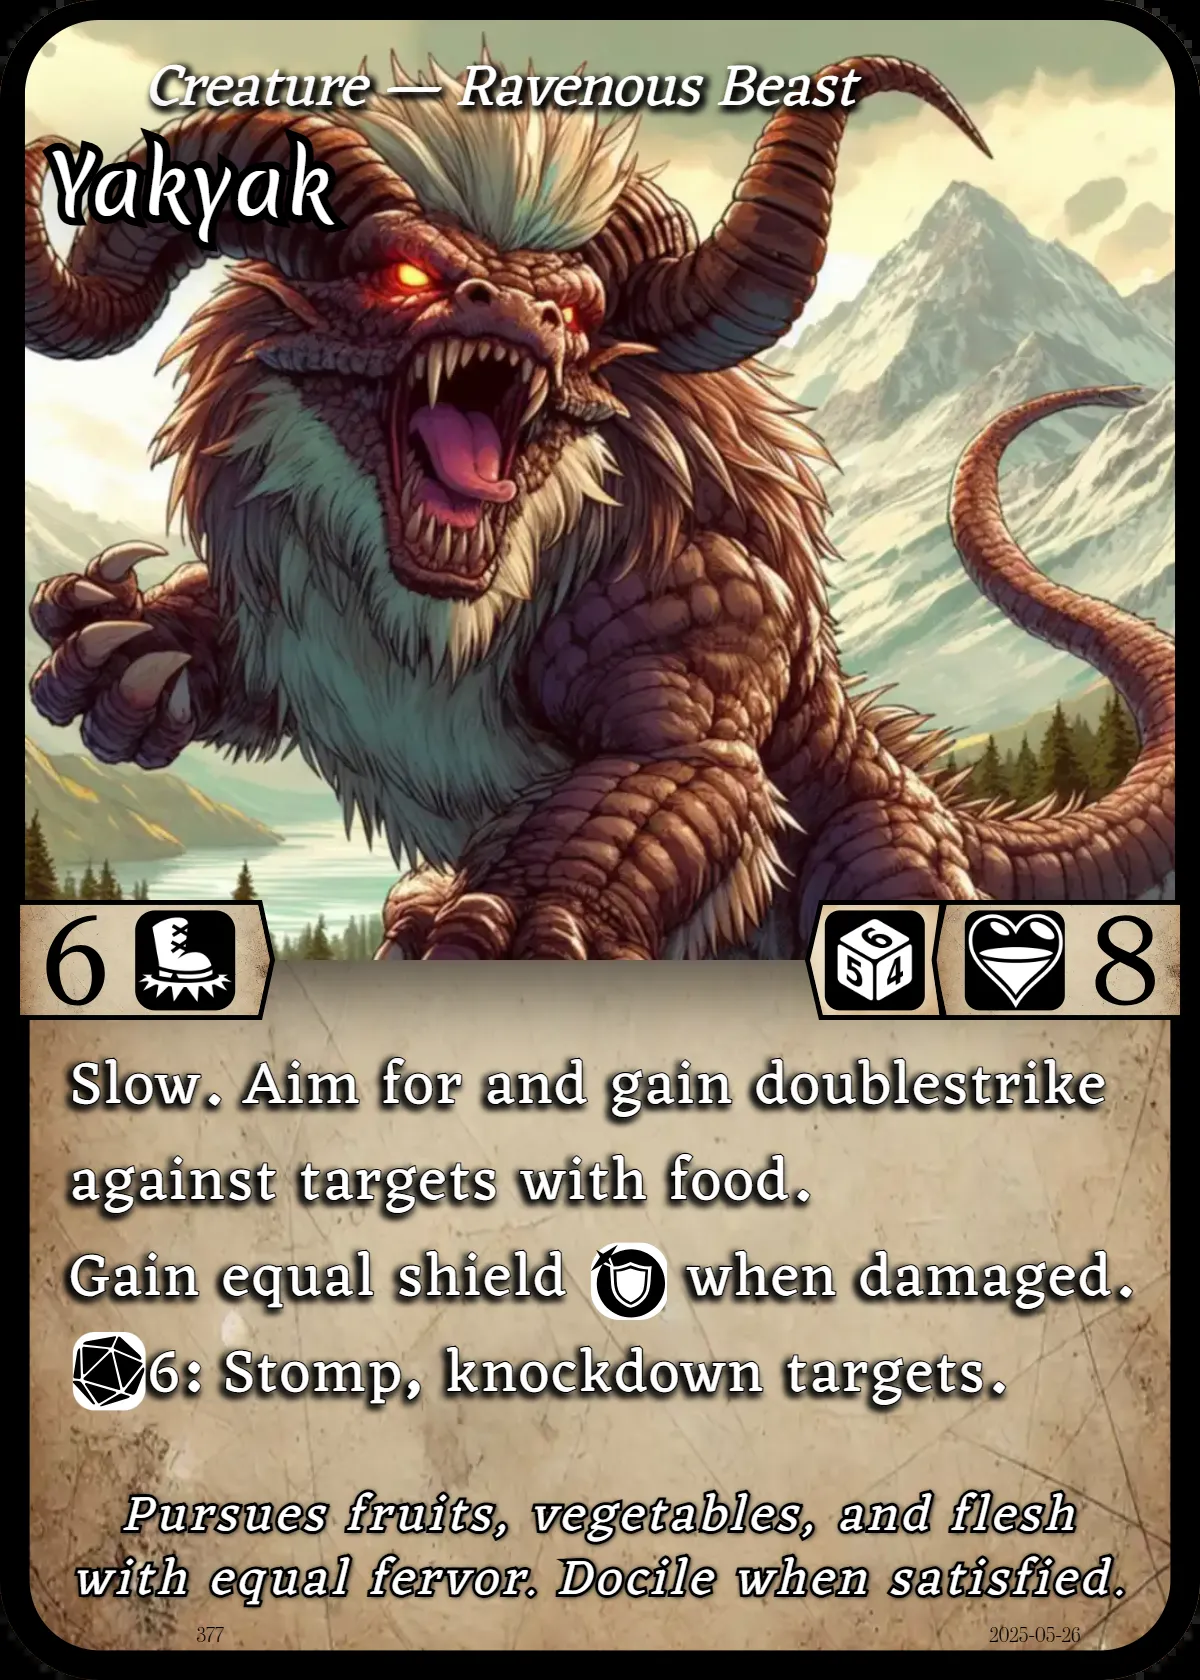 Creature — Ravenous Beast
Yakyak
6
6
5 4
8
Slow. Aim for and gain doublestrike
against targets with food.
Gain equal shield when damaged.
6: Stomp, knockdown targets.
Pursues fruits, vegetables, and flesh
with equal fervor. Docile when satisfied.
377
2025-05-26